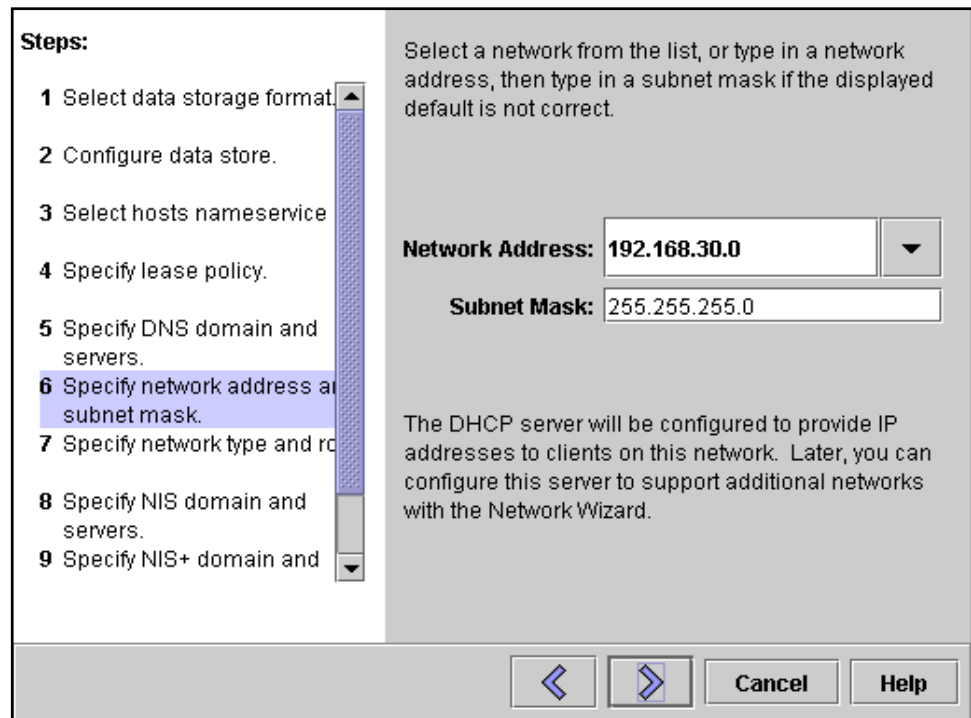 Steps:
1 Select data storage format.
2 Configure data store.
3 Select hosts nameservice
4 Specify lease policy.
5 Specify DNS domain and
servers.
6 Specify network address
subnet mask.
7 Specify network type and
8 Specify NIS domain and
servers.
9 Specify NIS+ domain and
Select a network from the list, or type in a network
address, then type in a subnet mask if the displayed
default is not correct.
Network Address: 192.168.30.0
Subnet Mask: 255.255.255.0
The DHCP server will be configured to provide IP
addresses to clients on this network. Later, you can
configure this server to support additional networks
with the Network Wizard.
Cancel Help